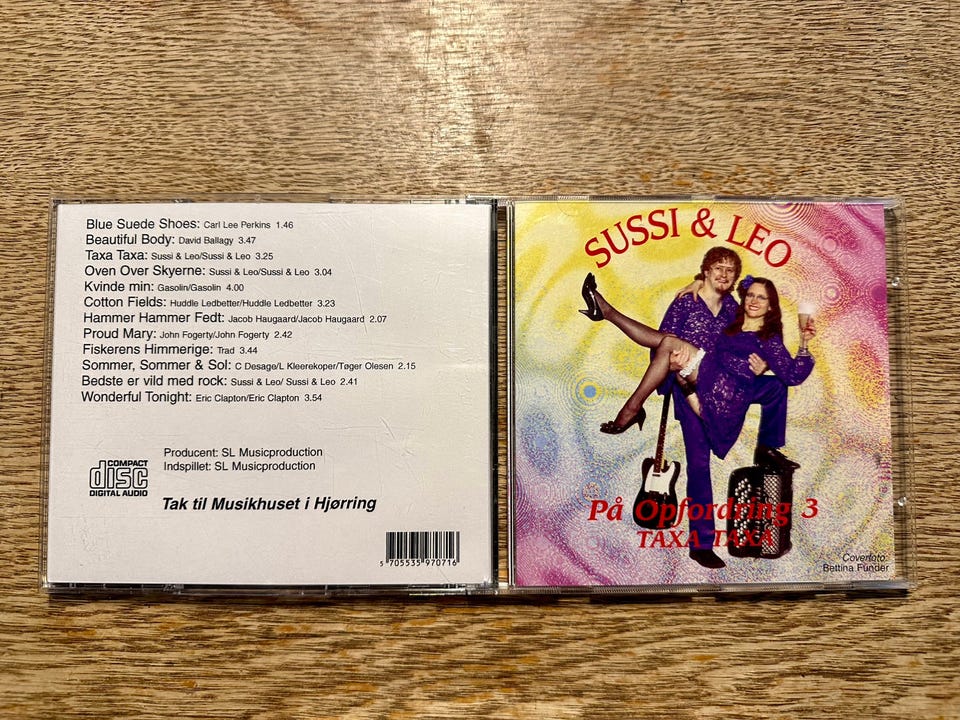 Blue Suede Shoes: Carl Lee Perkins 1.46
Beautiful Body: David Ballagy 3.47
Taxa Taxa: Sussi & Leo/Sussi & Leo 3.25
Oven Over Skyerne: Sussi & Leo/Sussi & Leo 3.04
Kvinde min: Gasolin/Gasolin 4.00
Cotton Fields: Huddle Ledbetter/Huddle Ledbetter 3.23
Hammer Hammer Fedt: Jacob Haugaard/Jacob Haugaard 2.07
Proud Mary: John Fogerty/John Fogerty 2.42
Fiskerens Himmerige: Trad 3.44
Sommer, Sommer & Sol: C Desage/L Kleerekoper/Tøger Olesen 2.15
Bedste er vild med rock: Sussi & Leo/ Sussi & Leo 2.41
Wonderful Tonight: Eric Clapton/Eric Clapton 3.54
Producent: SL Musicproduction
Indspillet: SL Musicproduction
COMPACT
disc
DIGITAL AUDIO
Tak til Musikhuset i Hjørring
5 705535 970716
SUSSI & LEO
På Opfordring 3
TAXA TAXA
Coverfoto:
Bettina Funder